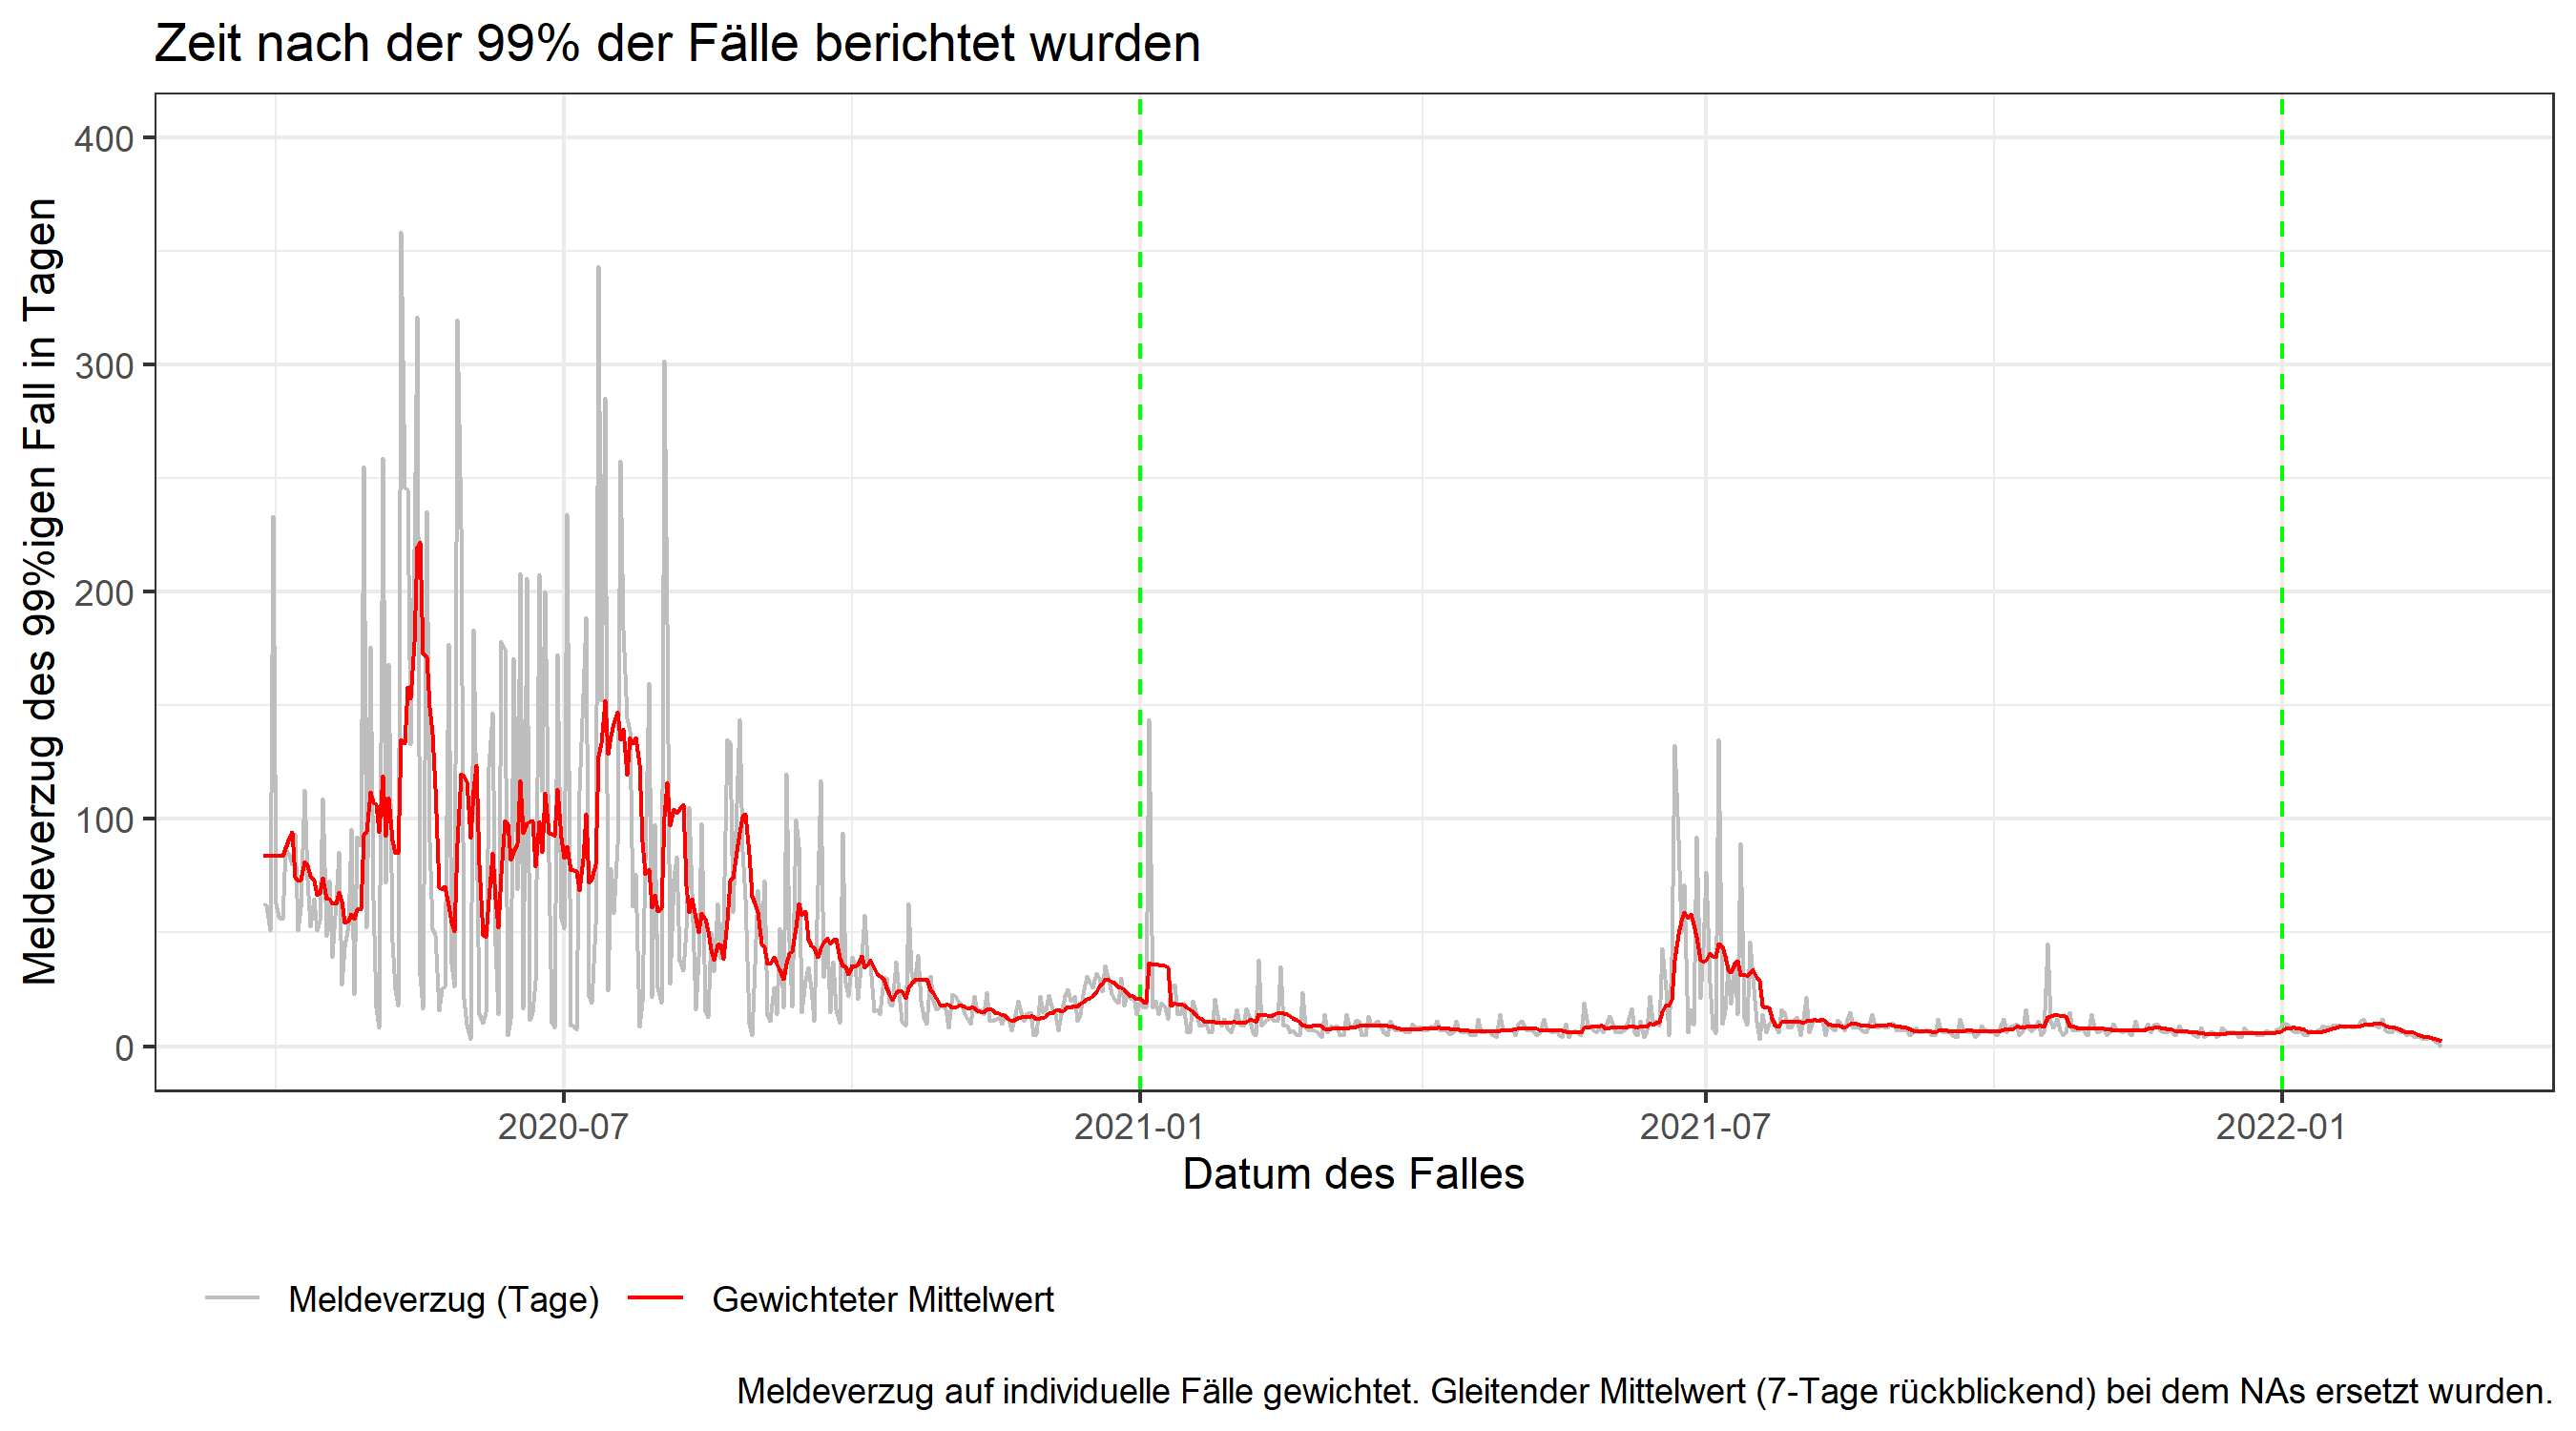 Zeit nach der 99% der Fälle berichtet wurden
Meldeverzug des 99%igen Fall in Tagen
400
300
200
100
0
2020-07
2021-01
2021-07
2022-01
Datum des Falles
Meldeverzug (Tage)
Gewichteter Mittelwert
Meldeverzug auf individuelle Fälle gewichtet. Gleitender Mittelwert (7-Tage rückblickend) bei dem NAs ersetzt wurden.